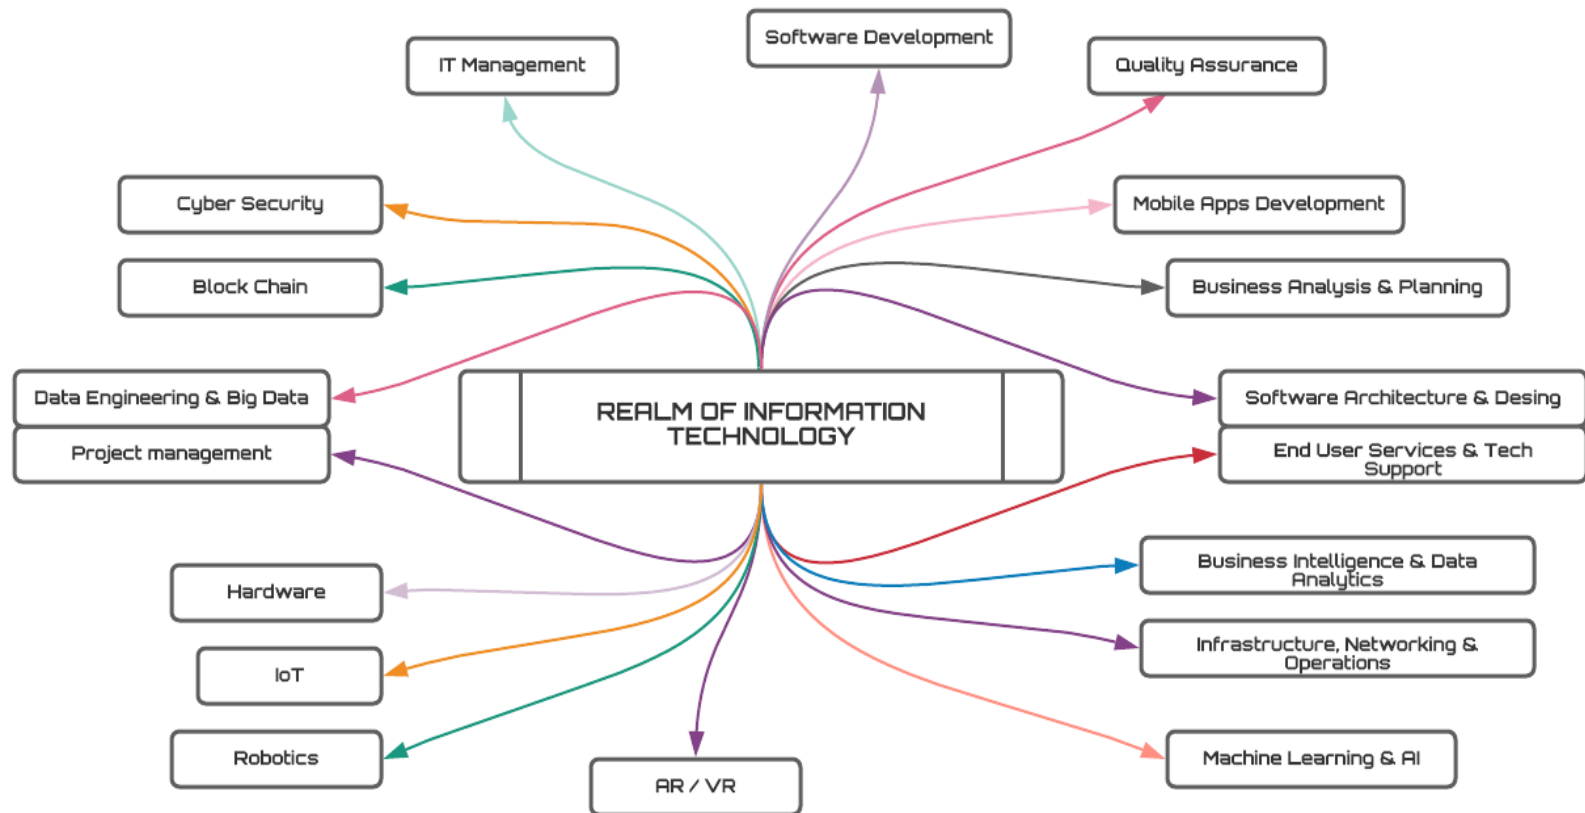 Software Development
IT Management
Quality Assurance
Cyber Security
Mobile Apps Development
Block Chain
Business Analysis & Planning
Data Engineering & Big Data
REALM OF INFORMATION
TECHNOLOGY
Software Architecture & Desing
Project management
End User Services & Tech
Support
Hardware
Business Intelligence & Data
Analytics
IoT
Infrastructure, Networking &
Operations
Robotics
AR / VR
Machine Learning & AI